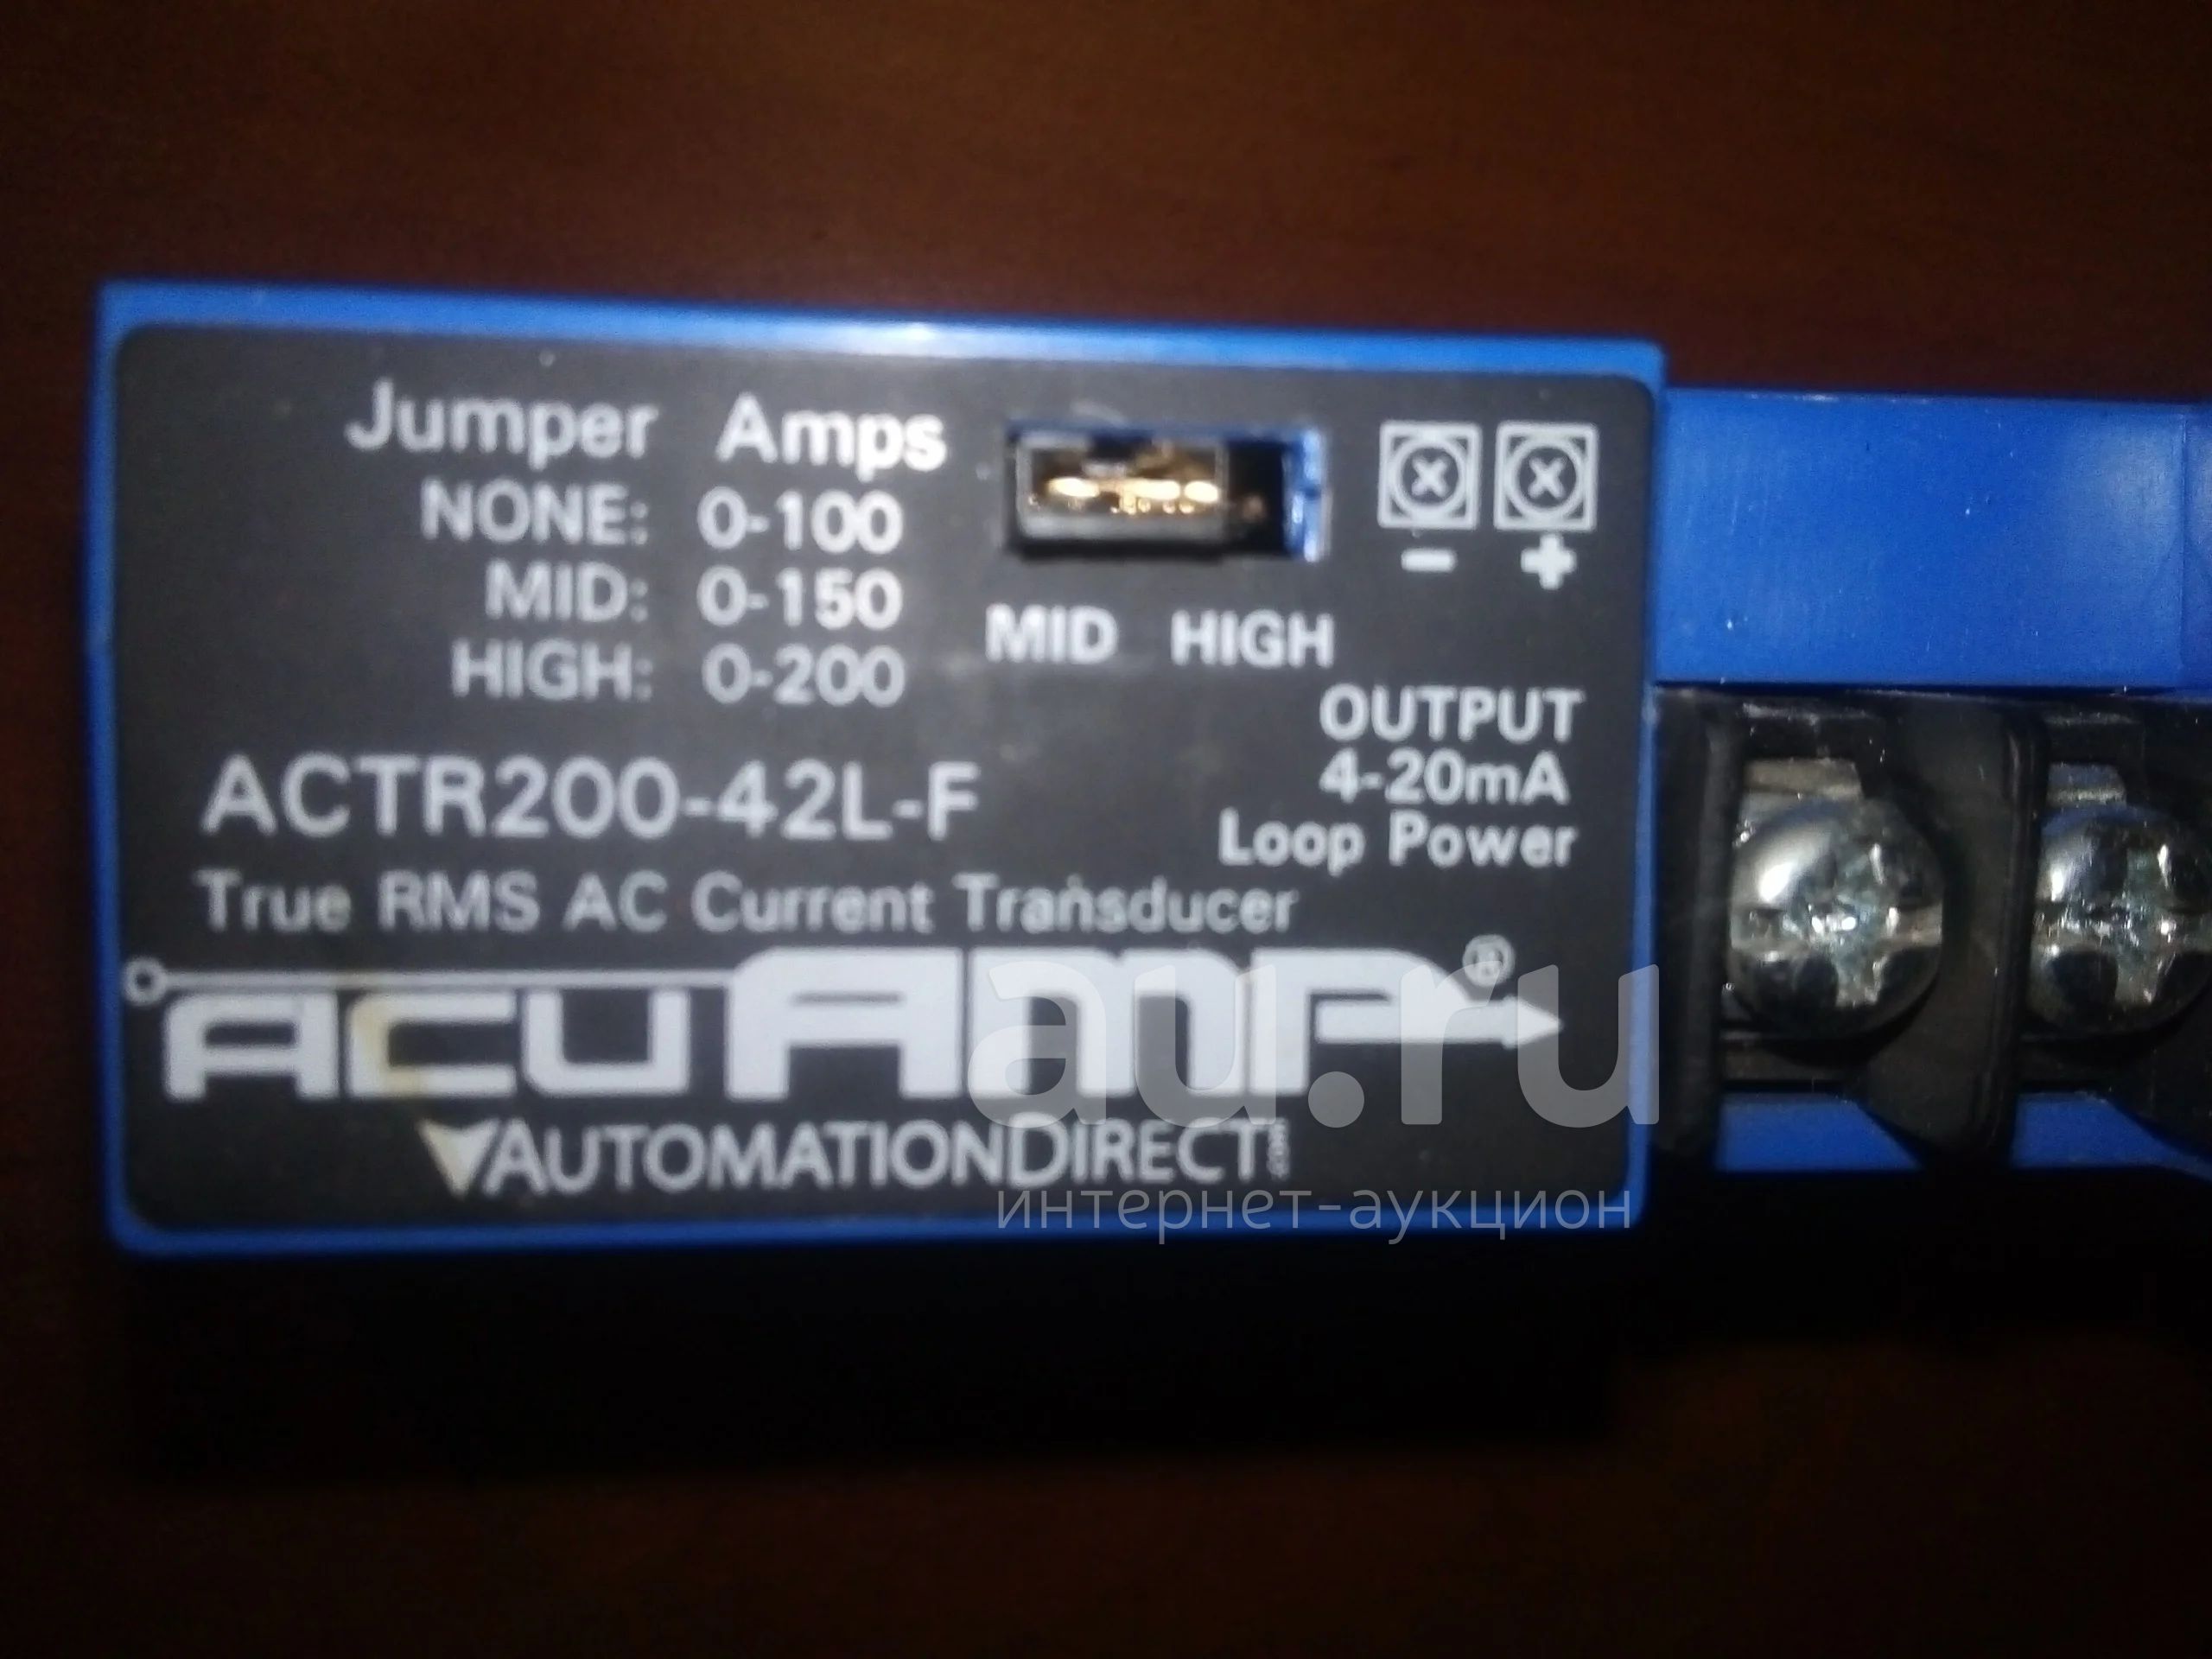 Jumper Amps
NONE: 0-100
MID: 0-150
HIGH: 0-200
MID HIGH
- +
OUTPUT
4-20mA
Loop Power
ACTR200-42L-F
True RMS AC Current Transducer
ACUAMP®
AUTOMATIONDIRECT
au.ru
интернет-аукцион